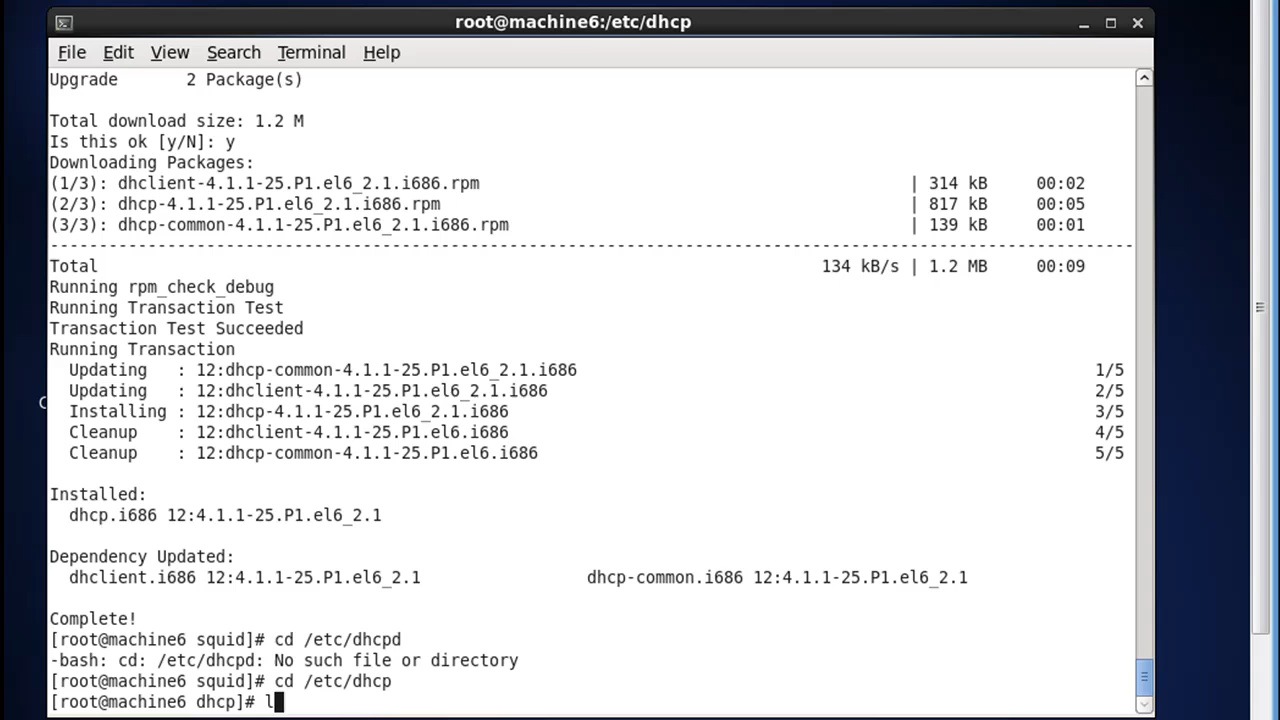 root@machine6:/etc/dhcp
File Edit View Search Terminal Help
Upgrade       2 Package(s)
Total download size: 1.2 M
Is this ok [y/N]: y
Downloading Packages:
(1/3): dhclient-4.1.1-25.P1.el6_2.1.i686.rpm | 314 kB     00:02
(2/3): dhcp-4.1.1-25.P1.el6_2.1.i686.rpm | 817 kB     00:05
(3/3): dhcp-common-4.1.1-25.P1.el6_2.1.i686.rpm | 139 kB     00:01
--------------------------------------------------------------------------------
Total 134 kB/s | 1.2 MB     00:09
Running rpm_check_debug
Running Transaction Test
Transaction Test Succeeded
Running Transaction
  Updating   : 12:dhcp-common-4.1.1-25.P1.el6_2.1.i686 1/5
  Updating   : 12:dhclient-4.1.1-25.P1.el6_2.1.i686 2/5
  Installing : 12:dhcp-4.1.1-25.P1.el6_2.1.i686 3/5
  Cleanup    : 12:dhclient-4.1.1-25.P1.el6.i686 4/5
  Cleanup    : 12:dhcp-common-4.1.1-25.P1.el6.i686 5/5
Installed:
  dhcp.i686 12:4.1.1-25.P1.el6_2.1
Dependency Updated:
  dhclient.i686 12:4.1.1-25.P1.el6_2.1 dhcp-common.i686 12:4.1.1-25.P1.el6_2.1
Complete!
[root@machine6 squid]# cd /etc/dhcpd
-bash: cd: /etc/dhcpd: No such file or directory
[root@machine6 squid]# cd /etc/dhcp
[root@machine6 dhcp]# l